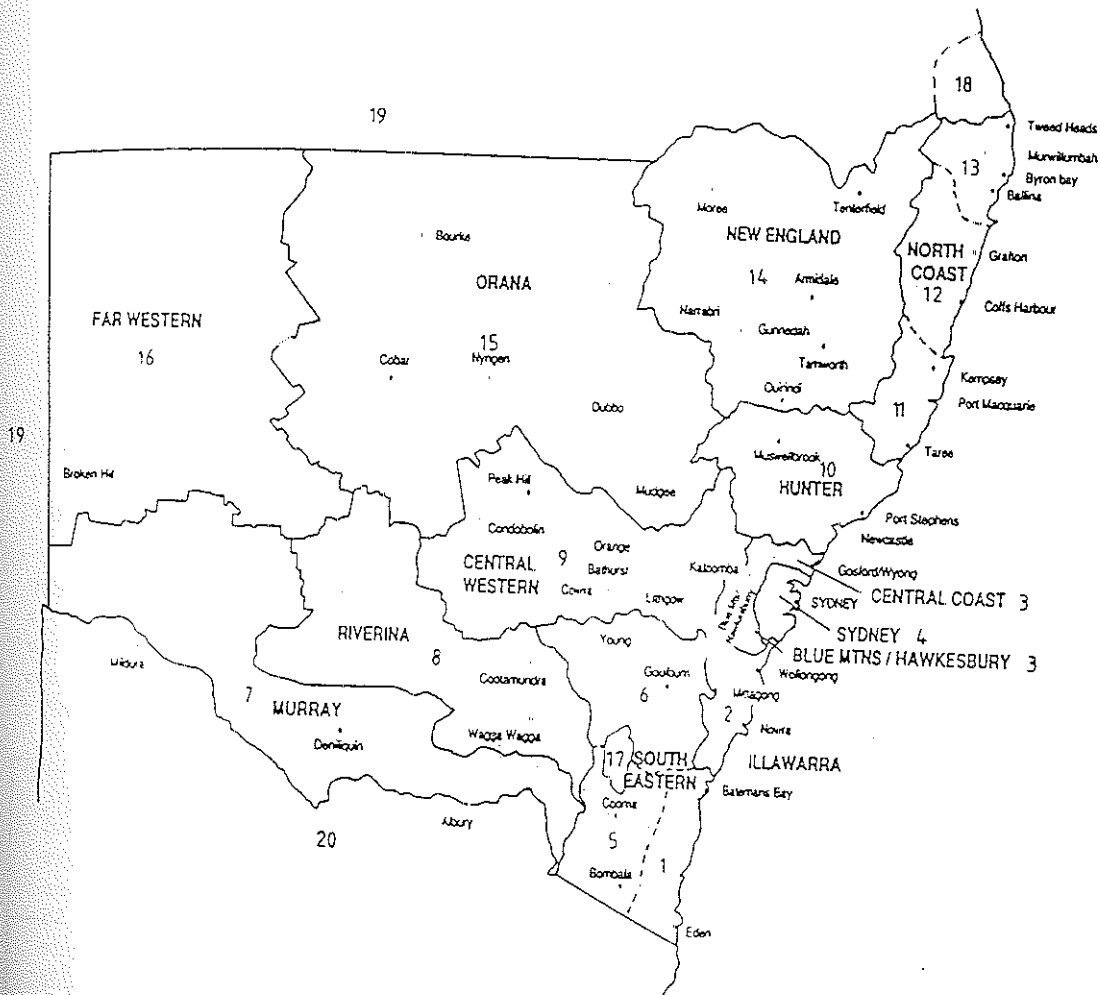 18
19
Tweed Heads
Murwillumbah
13
Byron bay
Ballina
Moree
Tenterfield
Bourke
NEW ENGLAND
NORTH
COAST
12
Grafton
ORANA
14
Armidale
Narrabri
Coffs Harbour
FAR WESTERN
16
15
Gunnedah
Cobar
Nyngen
Tamworth
Kempsey
Quirindi
Port Macquarie
Dubbo
11
19
Taree
Muswellbrook
10
HUNTER
Broken Hill
Peak Hill
Mudgee
Port Stephens
Newcastle
Condobolin
Orange
9
CENTRAL
WESTERN
Bathurst
Katoomba
Gosford/Wyong
Cowra
Lithgow
SYDNEY
CENTRAL COAST 3
Blue Mts
Hawkesbury
SYDNEY 4
RIVERINA
8
Young
BLUE MTNS / HAWKESBURY 3
Mildura
Goulburn
Wollongong
Cootamundra
6
Mittagong
7
MURRAY
2
Nowra
Deniliquin
Wagga Wagga
17
SOUTH
EASTERN
ILLAWARRA
Batemans Bay
Cooma
Albury
20
5
1
Bombala
Eden